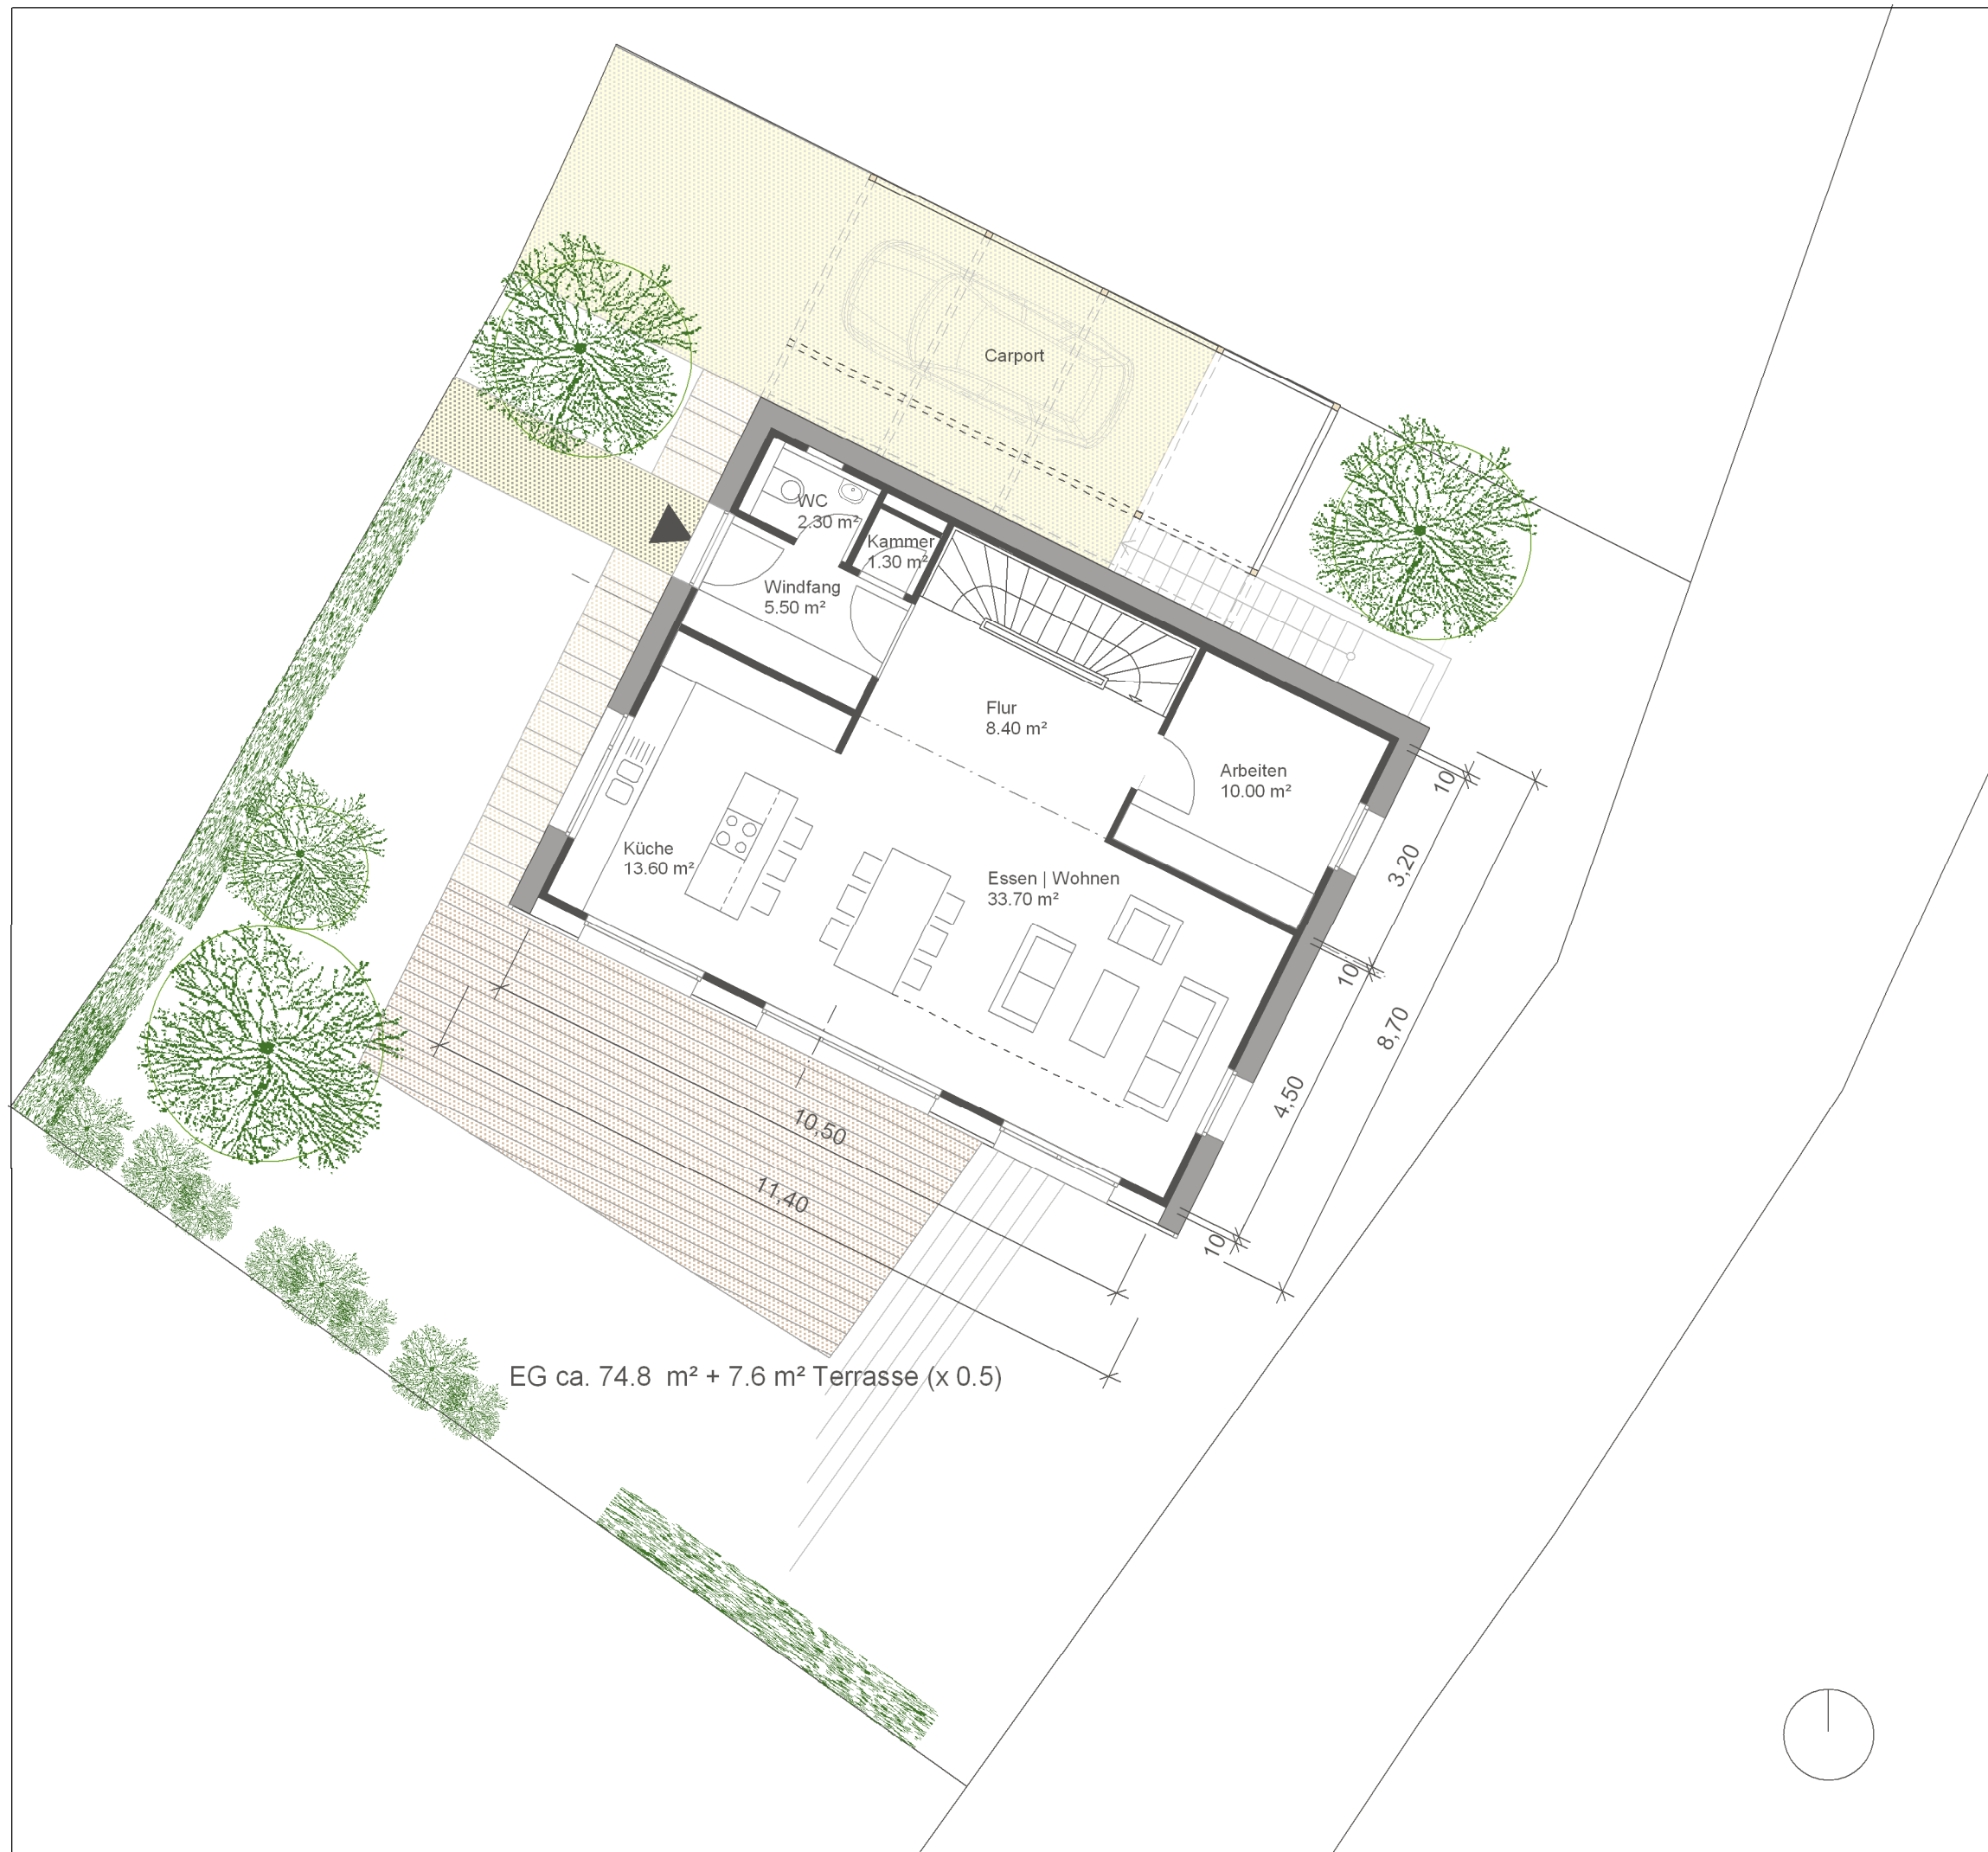 Carport
WC
2.30 m²
Kammer
1.30 m²
Windfang
5.50 m²
Flur
8.40 m²
Arbeiten
10.00 m²
Küche
13.60 m²
Essen | Wohnen
33.70 m²
10
3,20
10
8,70
4,50
10
10,50
11,40
EG ca. 74.8  m² + 7.6 m² Terrasse (x 0.5)